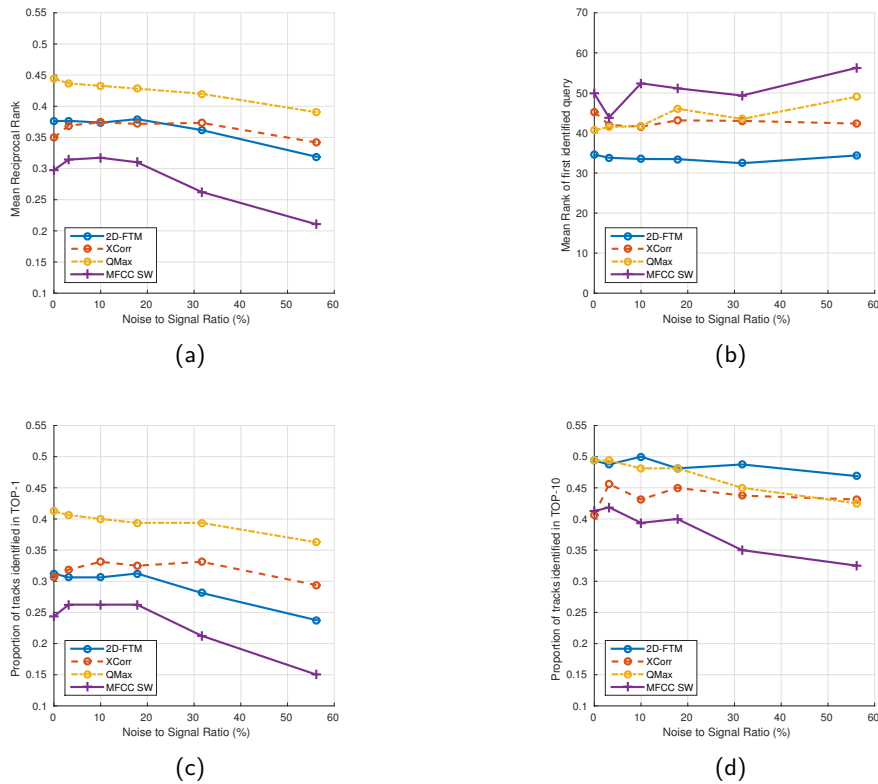 0.55
0.5
0.45
0.4
0.35
0.3
0.25
0.2
0.15
0.1
Mean Reciprocal Rank
2D-FTM
XCorr
QMax
MFCC SW
0 10 20 30 40 50 60
Noise to Signal Ratio (%)
(a)
70
60
50
40
30
20
10
0
Mean Rank of first identified query
2D-FTM
XCorr
QMax
MFCC SW
0 10 20 30 40 50 60
Noise to Signal Ratio (%)
(b)
0.55
0.5
0.45
0.4
0.35
0.3
0.25
0.2
0.15
0.1
Proportion of tracks identified in TOP-1
2D-FTM
XCorr
QMax
MFCC SW
0 10 20 30 40 50 60
Noise to Signal Ratio (%)
(c)
0.55
0.5
0.45
0.4
0.35
0.3
0.25
0.2
0.15
0.1
Proportion of tracks identified in TOP-10
2D-FTM
XCorr
QMax
MFCC SW
0 10 20 30 40 50 60
Noise to Signal Ratio (%)
(d)